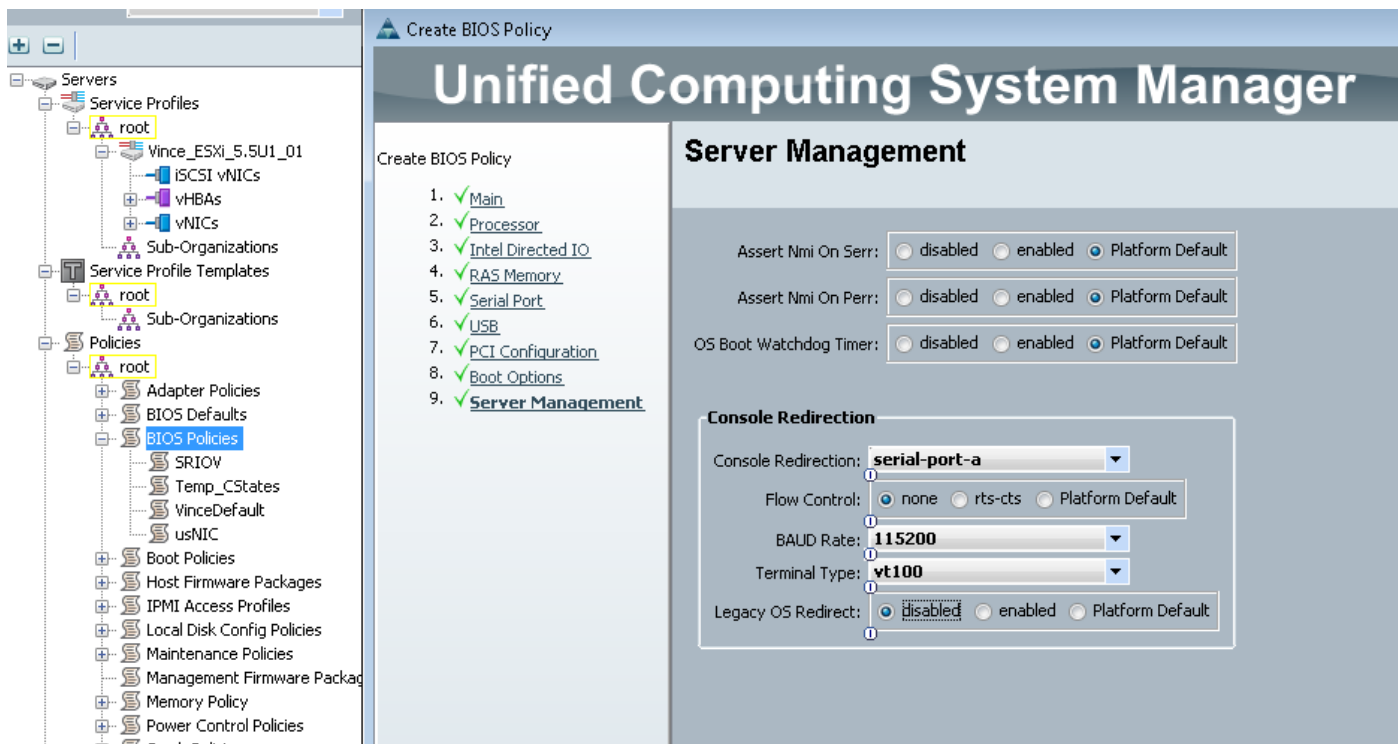 Servers
Service Profiles
root
Vince_ESXi_5.5U1_01
iSCSI vNICs
vHBAs
vNICs
Sub-Organizations
Service Profile Templates
root
Sub-Organizations
Policies
root
Adapter Policies
BIOS Defaults
BIOS Policies
SRIOV
Temp_CStates
VinceDefault
usNIC
Boot Policies
Host Firmware Packages
IPMI Access Profiles
Local Disk Config Policies
Maintenance Policies
Management Firmware Packag
Memory Policy
Power Control Policies
Create BIOS Policy
Unified Computing System Manager
Create BIOS Policy
1. Main
2. Processor
3. Intel Directed IO
4. RAS Memory
5. Serial Port
6. USB
7. PCI Configuration
8. Boot Options
9. Server Management
Server Management
Assert Nmi On Serr: disabled enabled Platform Default
Assert Nmi On Perr: disabled enabled Platform Default
OS Boot Watchdog Timer: disabled enabled Platform Default
Console Redirection
Console Redirection: serial-port-a
Flow Control: none rts-cts Platform Default
BAUD Rate: 115200
Terminal Type: vt100
Legacy OS Redirect: disabled enabled Platform Default